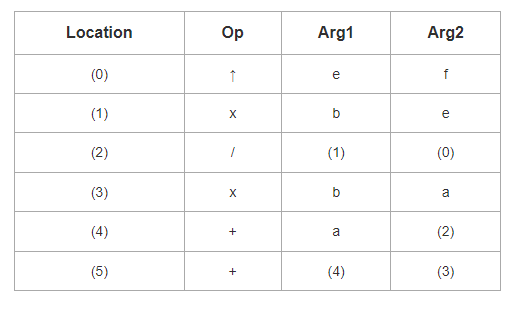 Location Op Arg1 Arg2
(0) ↑ e f
(1) x b e
(2) / (1) (0)
(3) x b a
(4) + a (2)
(5) + (4) (3)